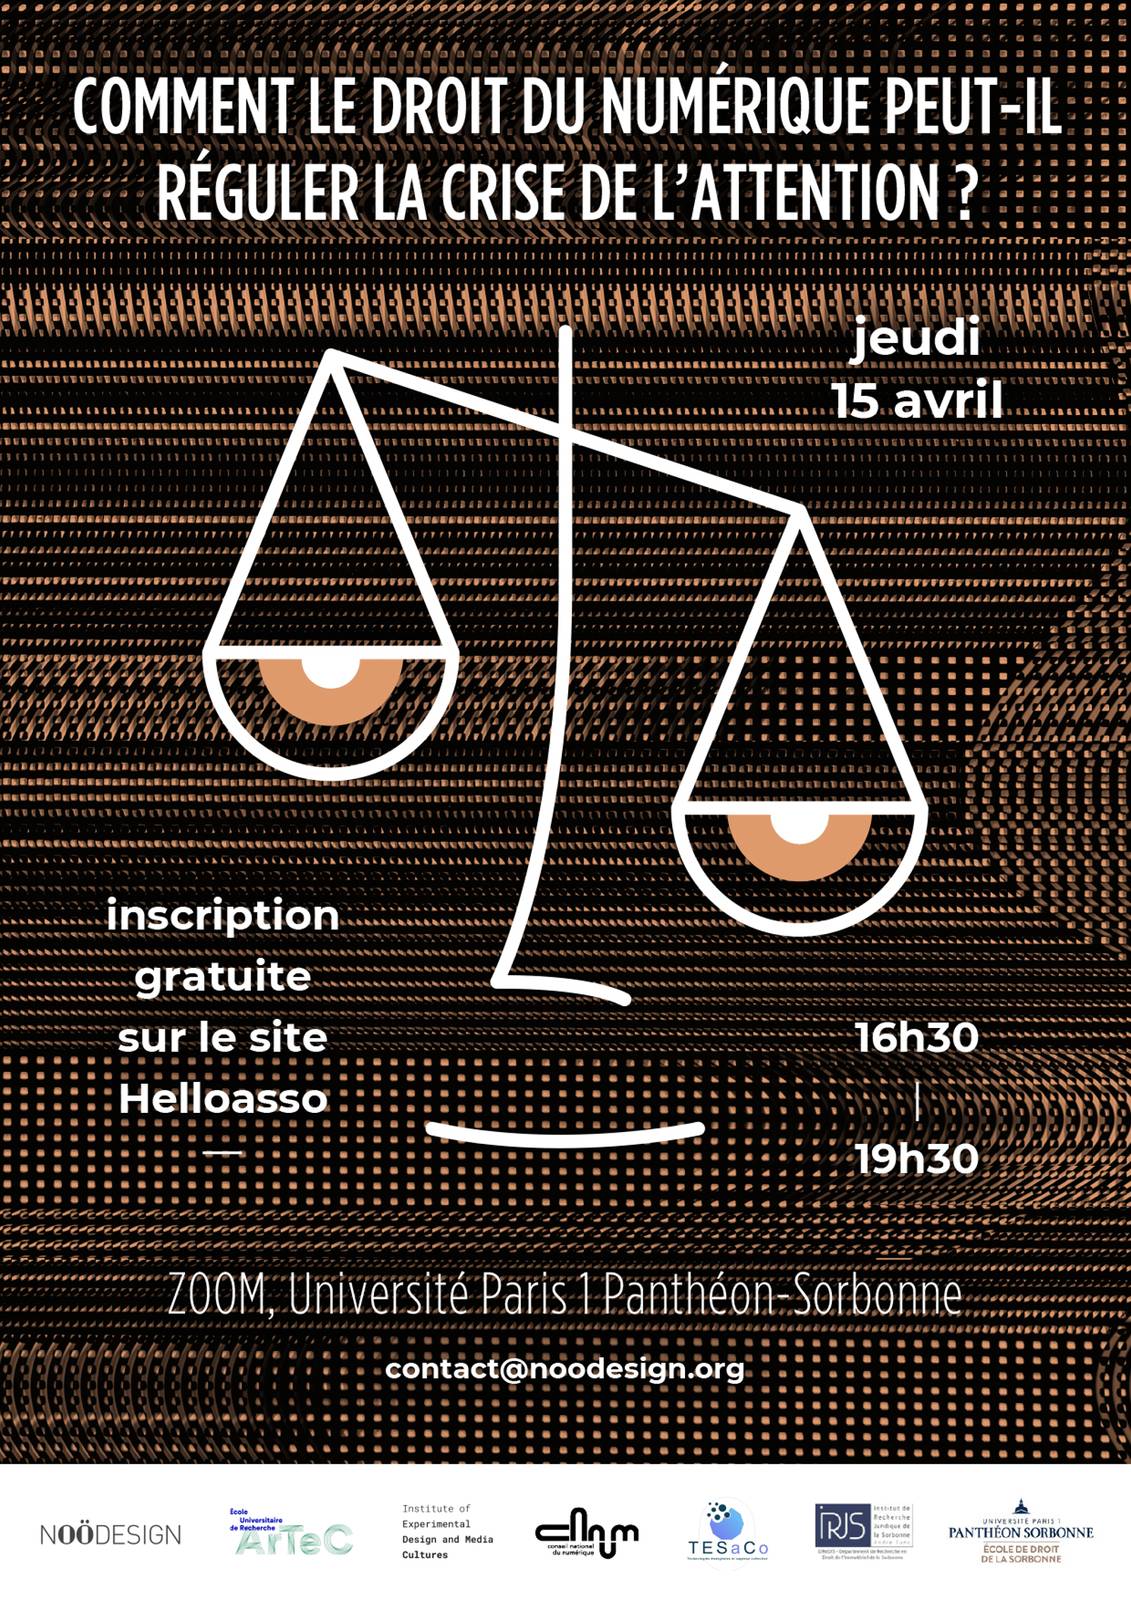 COMMENT LE DROIT DU NUMÉRIQUE PEUT-IL
RÉGULER LA CRISE DE L’ATTENTION ?
jeudi
15 avril
inscription
gratuite
sur le site
Helloasso
16h30
|
19h30
ZOOM, Université Paris 1 Panthéon-Sorbonne
contact@noodesign.org
NOÖDESIGN
École
Universitaire
de Recherche
ArTeC
Institute of
Experimental
Design and Media
Cultures
cnnum
conseil national
du numérique
TESaCo
IRJS
Institut de
Recherche
Juridique de
la Sorbonne
André Tunc
UNIVERSITÉ PARIS 1
PANTHÉON SORBONNE
ÉCOLE DE DROIT
DE LA SORBONNE